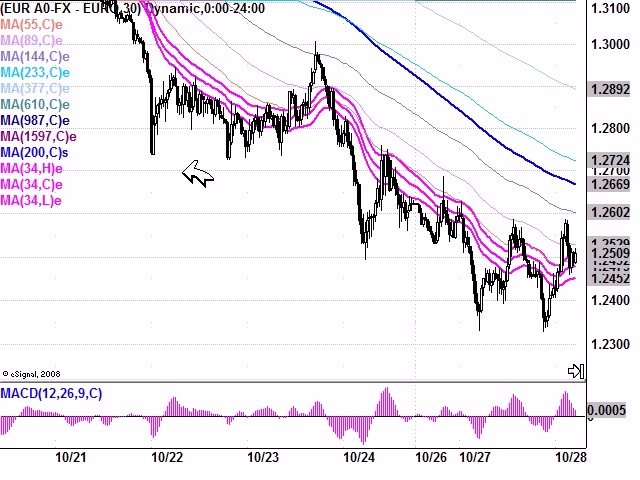 (EUR A0-FX - EURO,30) Dynamic,0:00-24:00
MA(55,C)e
MA(89,C)e
MA(144,C)e
MA(233,C)e
MA(377,C)e
MA(610,C)e
MA(987,C)e
MA(1597,C)e
MA(200,C)s
MA(34,H)e
MA(34,C)e
MA(34,L)e
1.3100
1.3000
1.2892
1.2800
1.2724
1.2700
1.2669
1.2602
1.2529
1.2509
1.2452
1.2400
1.2300
© eSignal, 2008
MACD(12,26,9,C)
0.0005
10/21 10/22 10/23 10/24 10/26 10/27 10/28